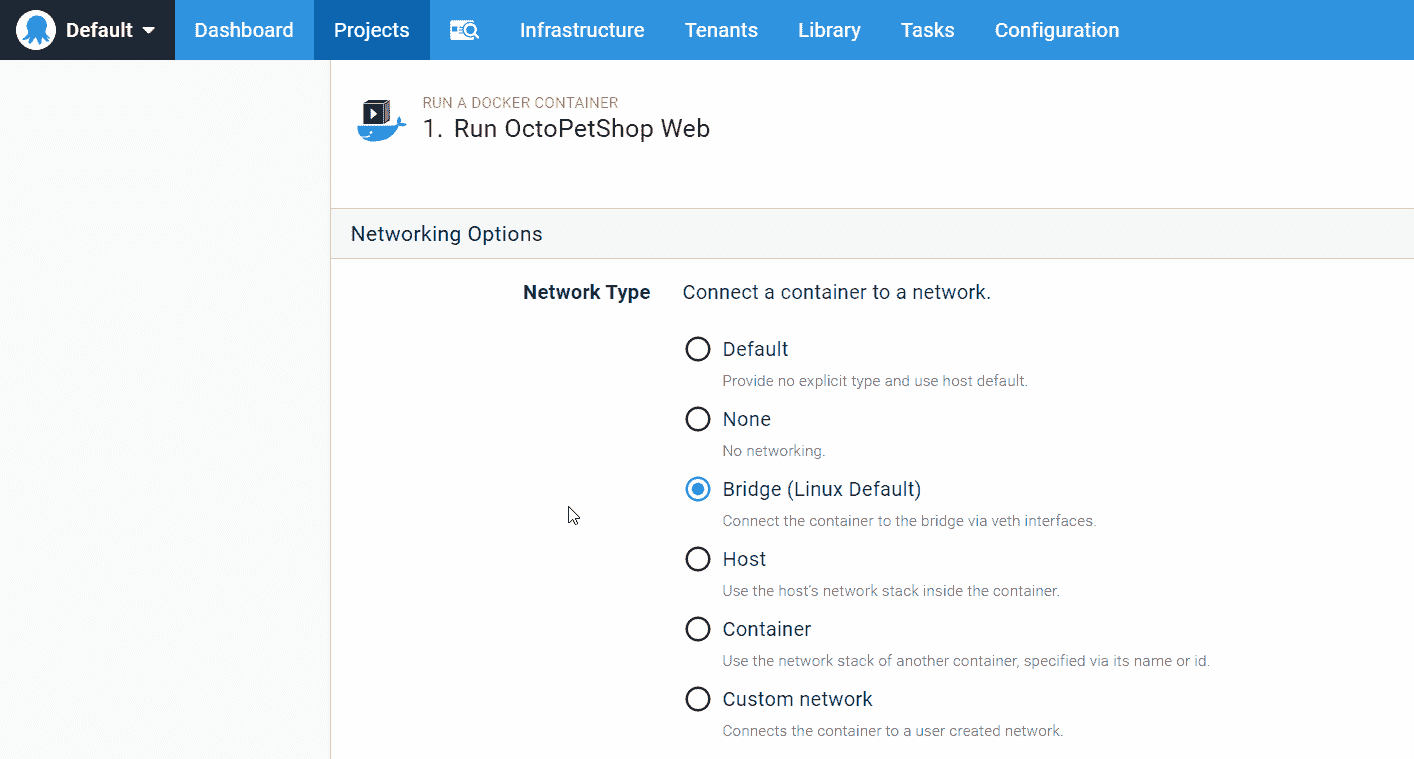 Default Dashboard Projects Infrastructure Tenants Library Tasks Configuration
RUN A DOCKER CONTAINER
1. Run OctoPetShop Web
Networking Options
Network Type Connect a container to a network.
Default
Provide no explicit type and use host default.
None
No networking.
Bridge (Linux Default)
Connect the container to the bridge via veth interfaces.
Host
Use the host's network stack inside the container.
Container
Use the network stack of another container, specified via its name or id.
Custom network
Connects the container to a user created network.